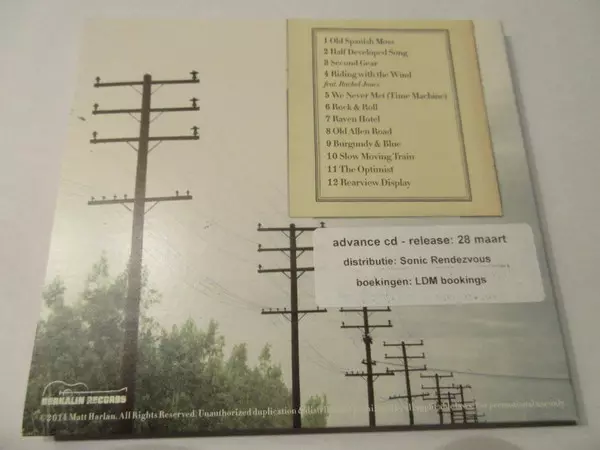 1 Old Spanish Moss
2 Half Developed Song
3 Second Gear
4 Riding with the Wind
feat. Rachel Jones
5 We Never Met (Time Machine)
6 Rock & Roll
7 Raven Hotel
8 Old Allen Road
9 Burgundy & Blue
10 Slow Moving Train
11 The Optimist
12 Rearview Display
advance cd - release: 28 maart
distributie: Sonic Rendezvous
boekingen: LDM bookings
BERKALIN RECORDS
©2014 Matt Harlan. All Rights Reserved. Unauthorized duplication &